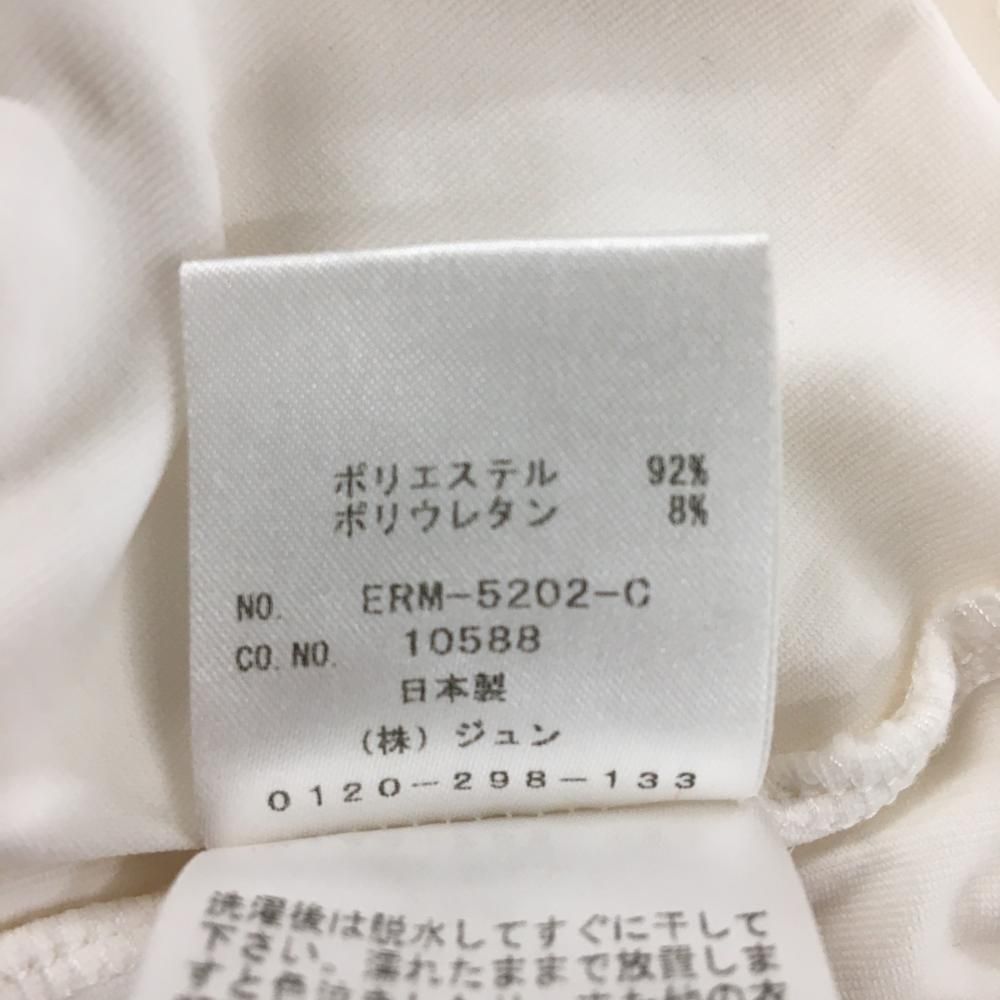 ポリエステル 92%
ポリウレタン 8%
NO. ERM-5202-C
CO.NO. 10588
日本製
(株)ジュン
0120-298-133
洗濯後は脱水してすぐに干して
下さい。濡れたままで放置しま
すと色